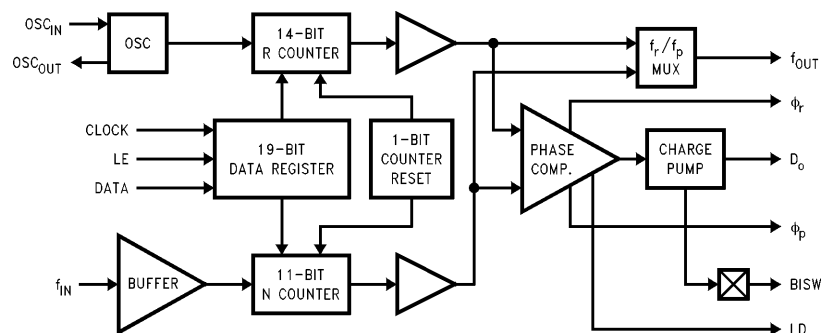 OSC_IN
OSC_OUT
OSC
14-BIT
R COUNTER
f_r/f_p
MUX
f_OUT
ϕ_r
CLOCK
LE
DATA
19-BIT
DATA REGISTER
1-BIT
COUNTER
RESET
PHASE
COMP.
CHARGE
PUMP
D_o
ϕ_p
f_IN
BUFFER
11-BIT
N COUNTER
BISW
LD